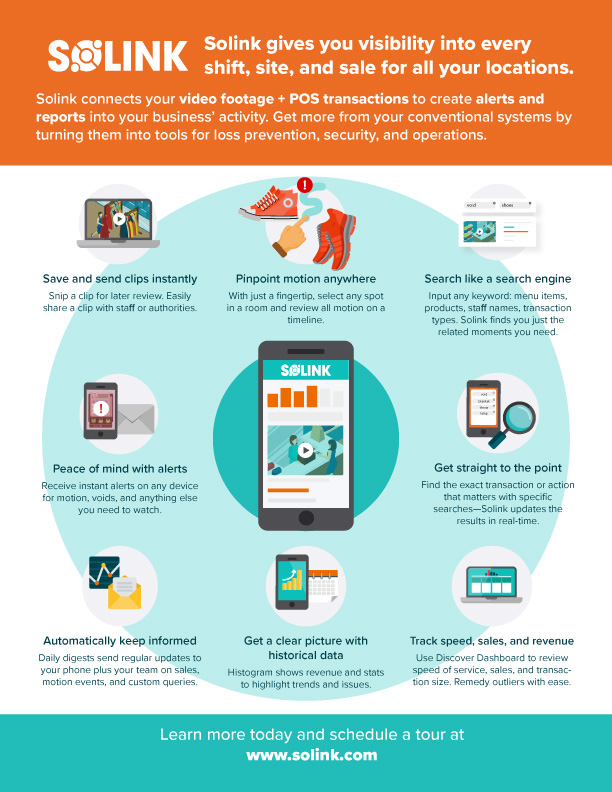 SOLINK
Solink gives you visibility into every
shift, site, and sale for all your locations.
Solink connects your video footage + POS transactions to create alerts and
reports into your business' activity. Get more from your conventional systems by
turning them into tools for loss prevention, security, and operations.
void
shoes
Save and send clips instantly
Snip a clip for later review. Easily
share a clip with staff or authorities.
Pinpoint motion anywhere
With just a fingertip, select any spot
in a room and review all motion on a
timeline.
Search like a search engine
Input any keyword: menu items,
products, staff names, transaction
types. Solink finds you just the
related moments you need.
SOLINK
Peace of mind with alerts
Receive instant alerts on any device
for motion, voids, and anything else
you need to watch.
Get straight to the point
Find the exact transaction or action
that matters with specific
searches—Solink updates the
results in real-time.
Automatically keep informed
Daily digests send regular updates to
your phone plus your team on sales,
motion events, and custom queries.
Get a clear picture with
historical data
Histogram shows revenue and stats
to highlight trends and issues.
Track speed, sales, and revenue
Use Discover Dashboard to review
speed of service, sales, and transac-
tion size. Remedy outliers with ease.
Learn more today and schedule a tour at
www.solink.com